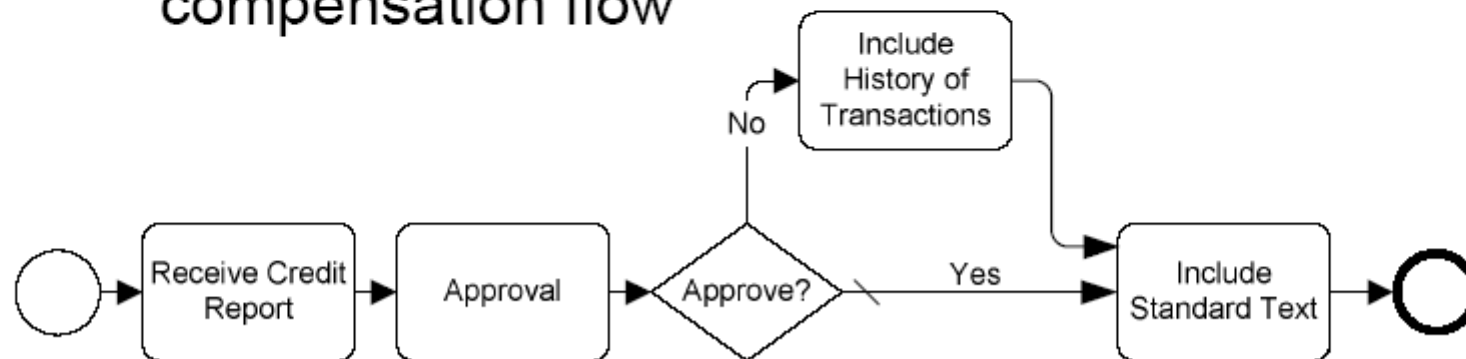 compensation flow
Include
History of
Transactions
No
Receive Credit
Report
Approval
Approve?
Yes
Include
Standard Text